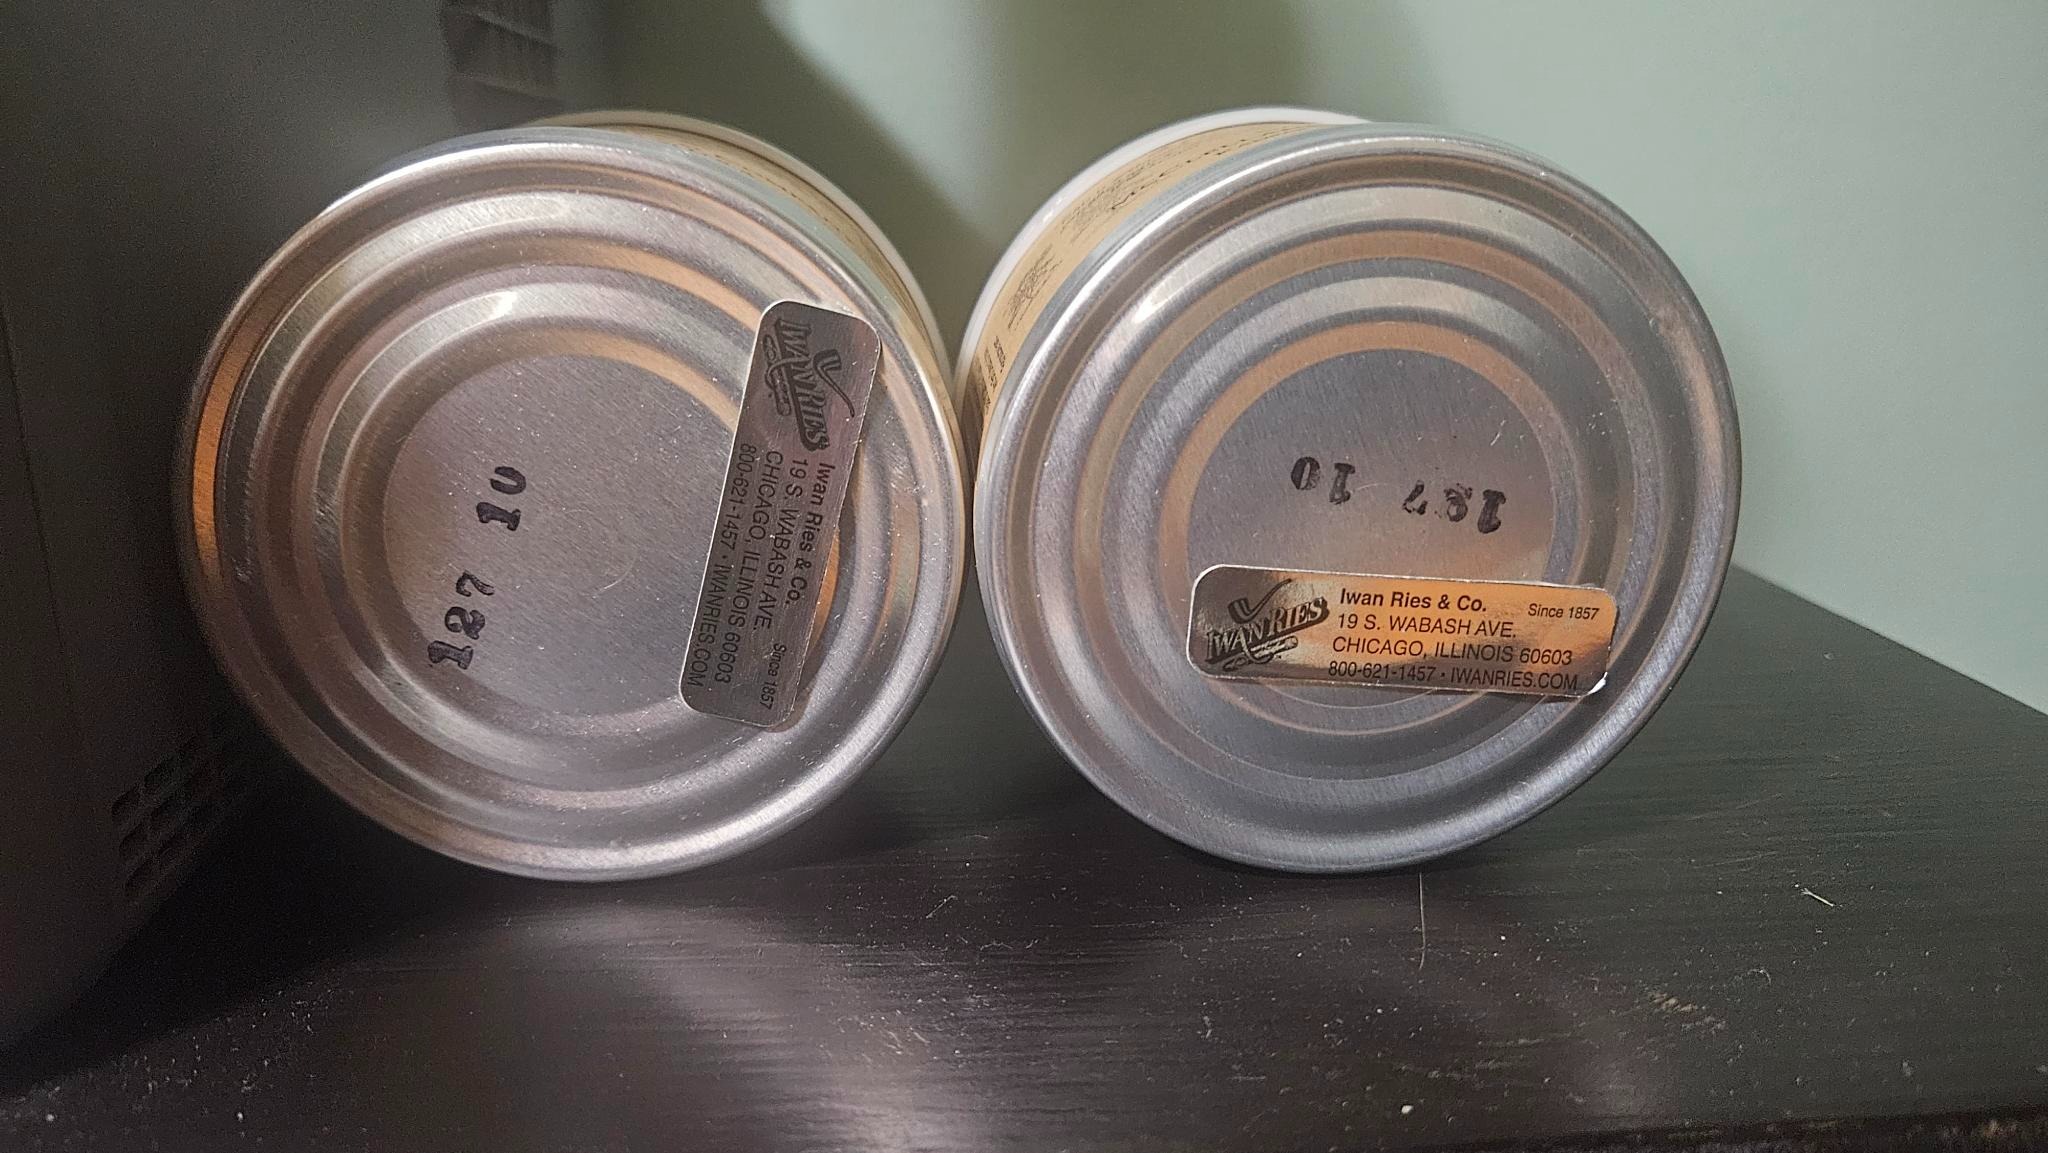 187 10
IWAN RIES
Iwan Ries & Co.
Since 1857
19 S. WABASH AVE.
CHICAGO, ILLINOIS 60603
800-621-1457 · IWANRIES.COM
187 10
IWAN RIES
Iwan Ries & Co.
Since 1857
19 S. WABASH AVE.
CHICAGO, ILLINOIS 60603
800-621-1457 · IWANRIES.COM